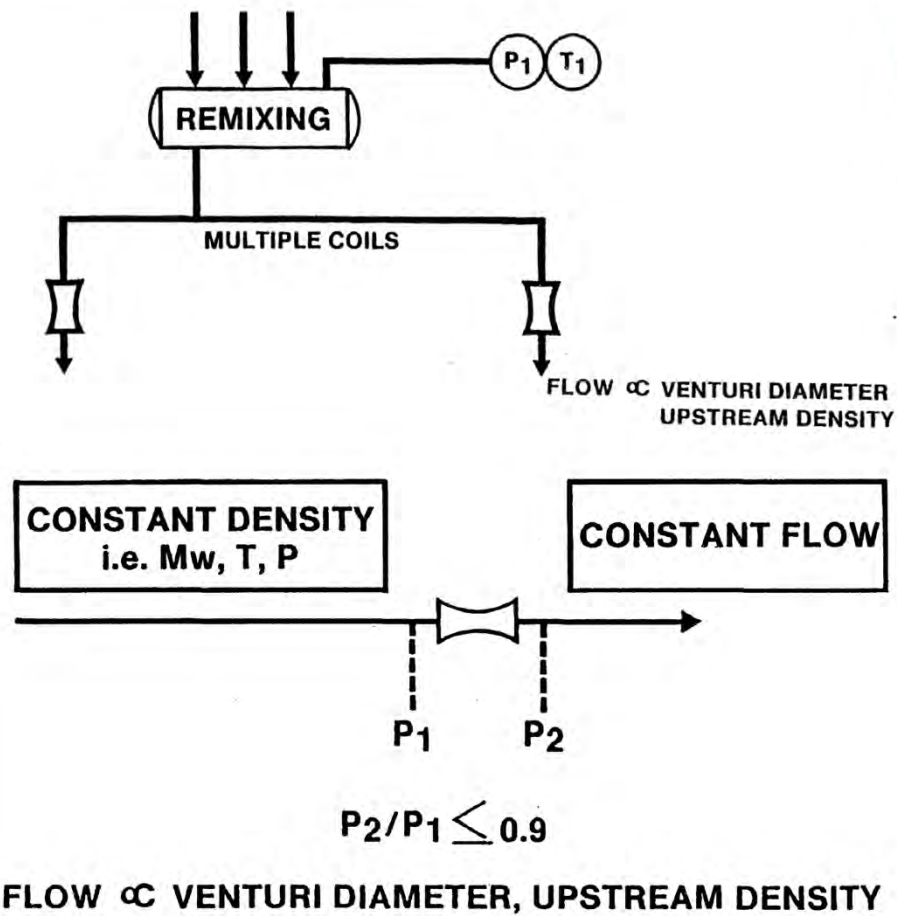 P1 T1
REMIXING
MULTIPLE COILS
FLOW ∝ VENTURI DIAMETER
UPSTREAM DENSITY
CONSTANT DENSITY
i.e. Mw, T, P
CONSTANT FLOW
P1 P2
P2/P1 ≤ 0.9
FLOW ∝ VENTURI DIAMETER, UPSTREAM DENSITY